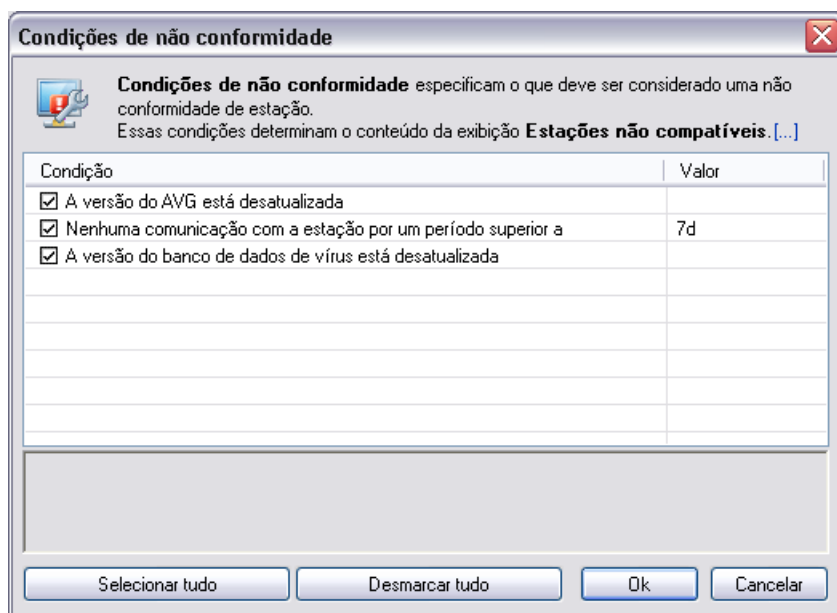 Condições de não conformidade
Condições de não conformidade especificam o que deve ser considerado uma não
conformidade de estação.
Essas condições determinam o conteúdo da exibição Estações não compatíveis.[...]
Condição Valor
A versão do AVG está desatualizada
Nenhuma comunicação com a estação por um período superior a 7d
A versão do banco de dados de vírus está desatualizada
Selecionar tudo Desmarcar tudo Ok Cancelar